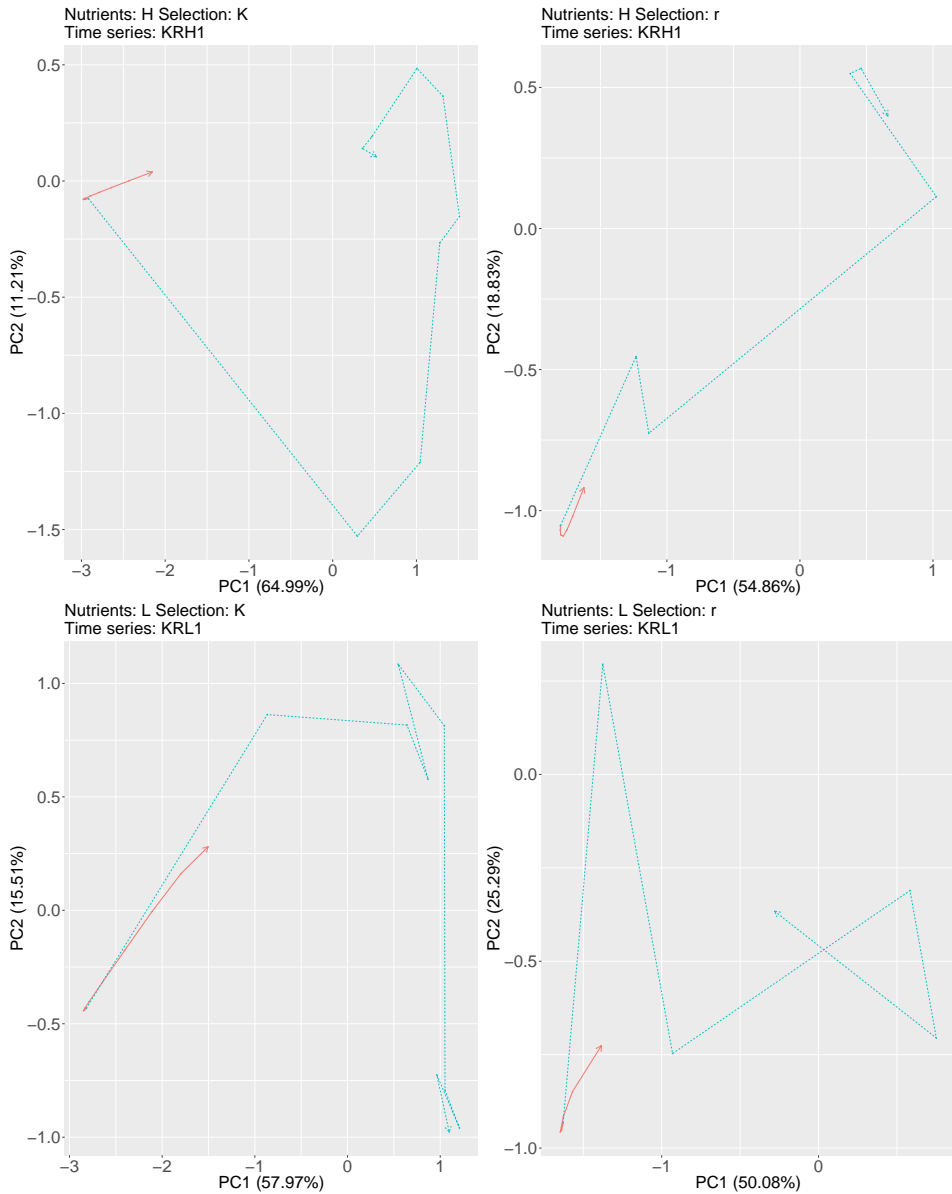 Nutrients: H Selection: K
Time series: KRH1
0.5
0.0
−0.5
−1.0
−1.5
PC2 (11.21%)
−3
−2
−1
0
1
PC1 (64.99%)
Nutrients: H Selection: r
Time series: KRH1
0.5
0.0
−0.5
−1.0
PC2 (18.83%)
−1
0
1
PC1 (54.86%)
Nutrients: L Selection: K
Time series: KRL1
1.0
0.5
0.0
−0.5
−1.0
PC2 (15.51%)
−3
−2
−1
0
1
PC1 (57.97%)
Nutrients: L Selection: r
Time series: KRL1
0.0
−0.5
−1.0
PC2 (25.29%)
−1
0
PC1 (50.08%)